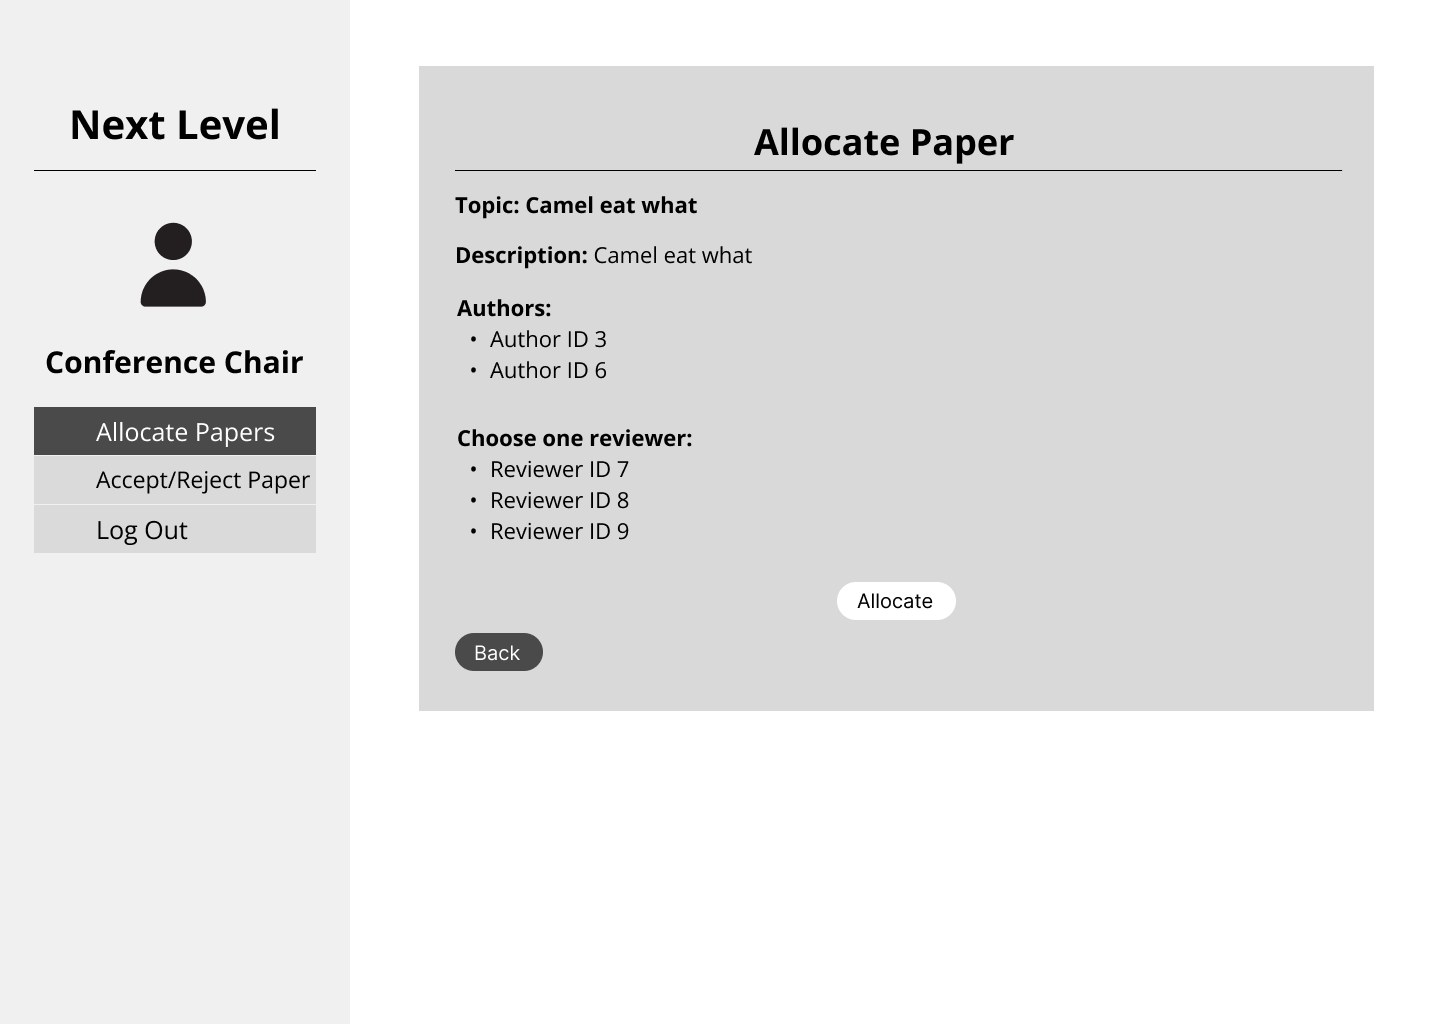 Next Level
Conference Chair
Allocate Papers
Accept/Reject Paper
Log Out
Allocate Paper
Topic: Camel eat what
Description: Camel eat what
Authors:
• Author ID 3
• Author ID 6
Choose one reviewer:
• Reviewer ID 7
• Reviewer ID 8
• Reviewer ID 9
Allocate
Back